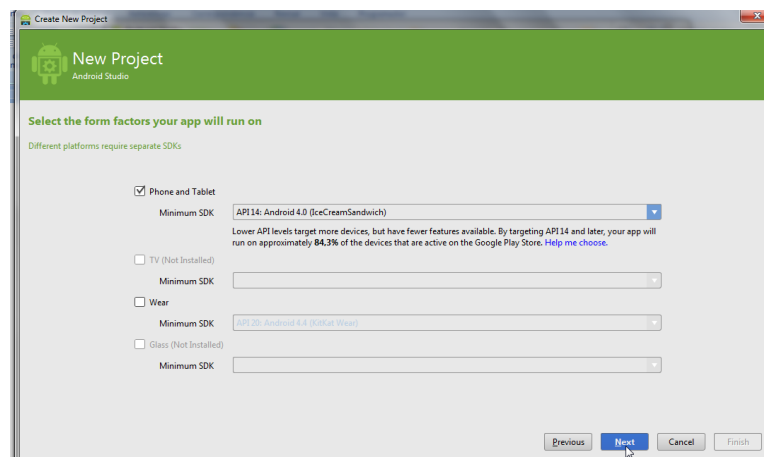 Create New Project
New Project
Android Studio
Select the form factors your app will run on
Different platforms require separate SDKs
Phone and Tablet
Minimum SDK API 14: Android 4.0 (IceCreamSandwich)
Lower API levels target more devices, but have fewer features available. By targeting API 14 and later, your app will
run on approximately 84,3% of the devices that are active on the Google Play Store. Help me choose.
TV (Not Installed)
Minimum SDK
Wear
Minimum SDK API 20: Android 4.4 (KitKat Wear)
Glass (Not Installed)
Minimum SDK
Previous Next Cancel Finish